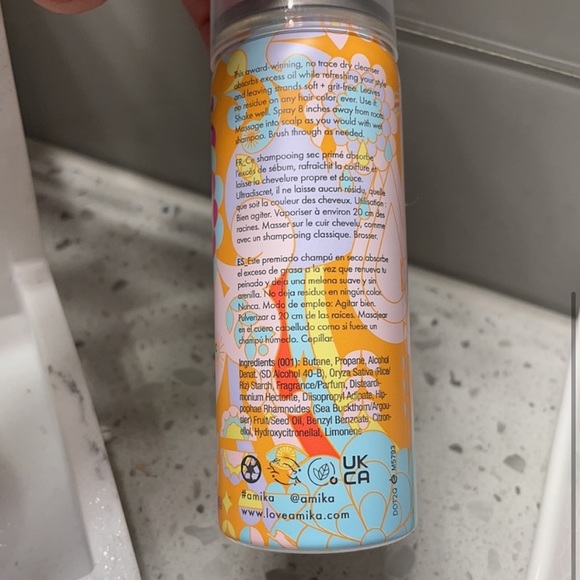 This award-winning, no trace dry cleanser
absorbs excess oil while refreshing your style
and leaving strands soft + grit-free. Leaves
no residue on any hair color, ever. Use it:
Shake well. Spray 8 inches away from roots.
Massage into scalp as you would with wet
shampoo. Brush through as needed.
FR_Ce shampooing sec primé absorbe
l'excès de sébum, rafraîchit la coiffure et
laisse la chevelure propre et douce.
Ultradiscret, il ne laisse aucun résidu, quelle
que soit la couleur des cheveux. Utilisation :
Bien agiter. Vaporiser à environ 20 cm des
racines. Masser sur le cuir chevelu, comme
avec un shampooing classique. Brosser.
ES_Este premiado champú en seco absorbe
el exceso de grasa a la vez que renueva tu
peinado y deja una melena suave y sin
arenilla. No deja residuo en ningún color.
Nunca. Modo de empleo: Agitar bien.
Pulverizar a 20 cm de las raíces. Masajear
en el cuero cabelludo como si fuese un
champú húmedo. Cepillar.
Ingredients (001): Butane, Propane, Alcohol
Denat. (SD Alcohol 40-B), Oryza Sativa (Rice/
Riz) Starch, Fragrance/Parfum, Disteardi-
monium Hectorite, Diisopropyl Adipate, Hip-
pophae Rhamnoides (Sea Buckthorn/Argou-
sier) Fruit/Seed Oil, Benzyl Benzoate, Citron-
ellol, Hydroxycitronellal, Limonene
UK
CA
#amika @amika
www.loveamika.com
DOT2Q M5793